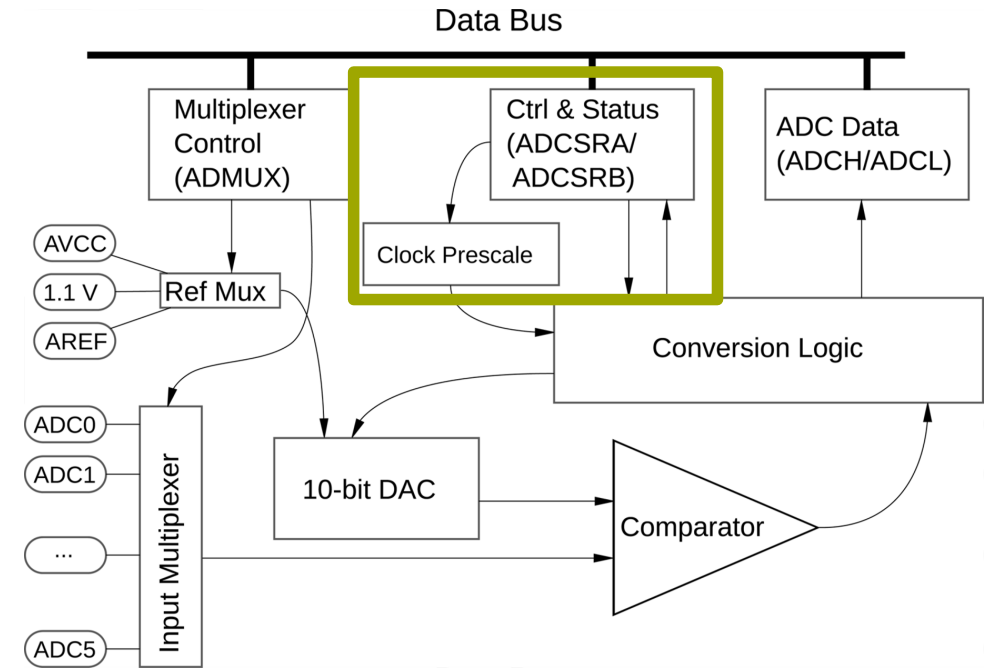 Data Bus
Multiplexer
Control
(ADMUX)
Ctrl & Status
(ADCSRA/
ADCSRB)
ADC Data
(ADCH/ADCL)
Clock Prescale
AVCC
1.1 V
AREF
Ref Mux
Conversion Logic
ADC0
ADC1
...
ADC5
Input Multiplexer
10-bit DAC
Comparator